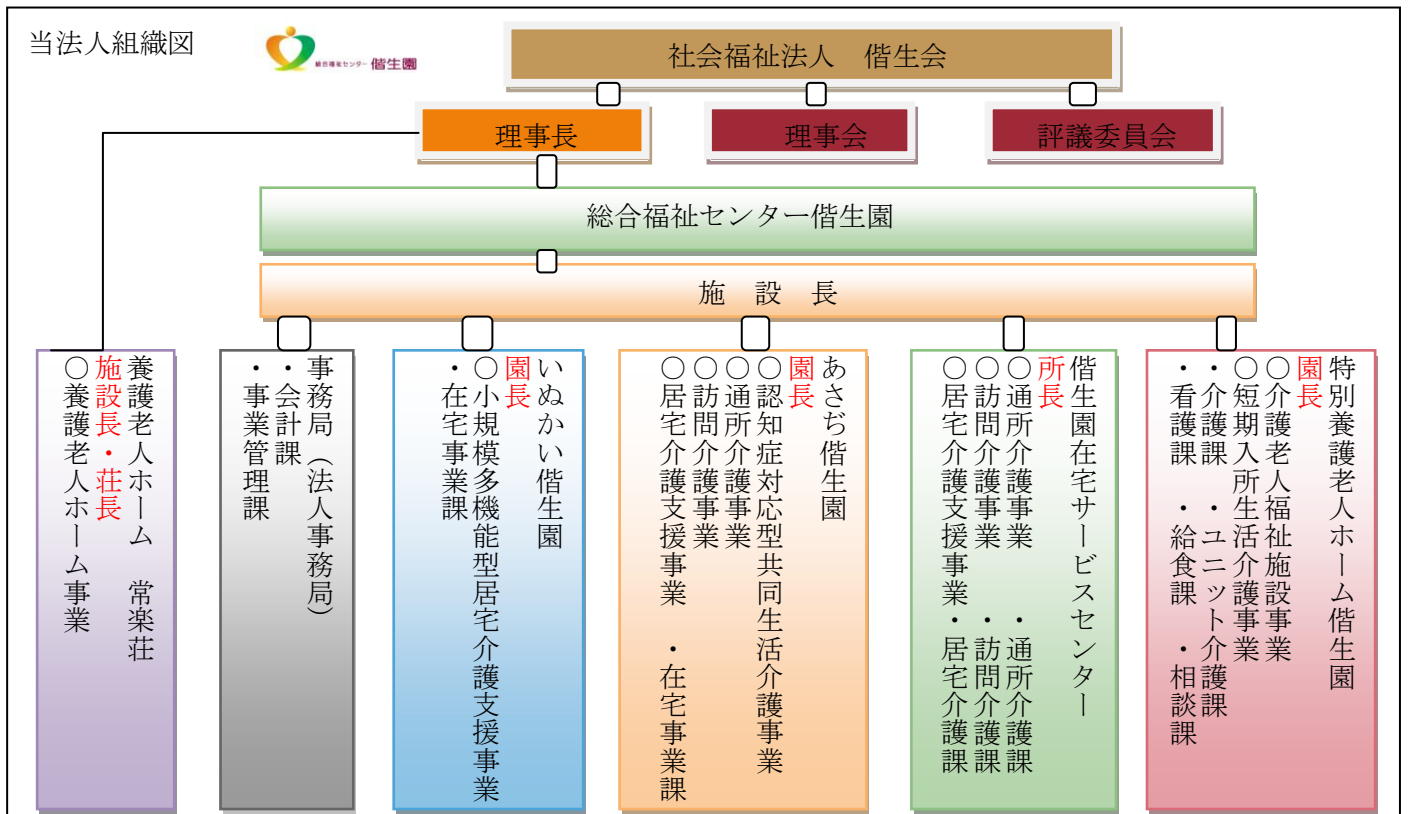 当法人組織図
総合福祉センター 偕生園
社会福祉法人　偕生会
理事長
理事会
評議委員会
総合福祉センター偕生園
施　設　長
特別養護老人ホーム偕生園
園長
〇介護老人福祉施設事業
〇短期入所生活介護事業
・介護課　・ユニット介護課
・看護課　・給食課　・相談課
偕生園在宅サービスセンター
所長
〇通所介護事業　・通所介護課
〇訪問介護事業　・訪問介護課
〇居宅介護支援事業・居宅介護課
あさぢ偕生園
園長
〇認知症対応型共同生活介護事業
〇通所介護事業
〇訪問介護事業
〇居宅介護支援事業　・在宅事業課
いぬかい偕生園
園長
〇小規模多機能型居宅介護支援事業
・在宅事業課
事務局（法人事務局）
・会計課
・事業管理課
養護老人ホーム　常楽荘
施設長・荘長
〇養護老人ホーム事業